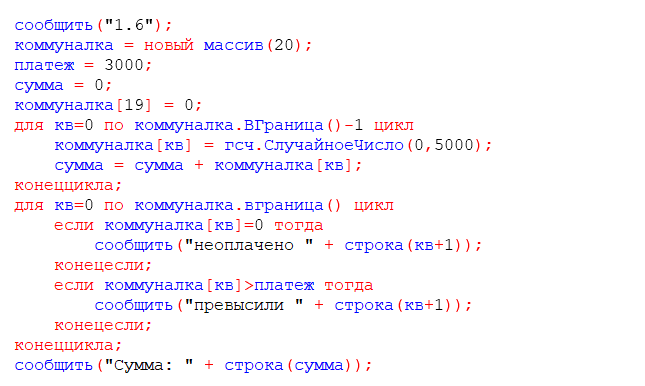 сообщить("1.6");
коммуналка = новый массив(20);
платеж = 3000;
сумма = 0;
коммуналка[19] = 0;
для кв=0 по коммуналка.ВГраница()-1 цикл
    коммуналка[кв] = гсч.СлучайноеЧисло(0,5000);
    сумма = сумма + коммуналка[кв];
конеццикла;
для кв=0 по коммуналка.вграница() цикл
    если коммуналка[кв]=0 тогда
        сообщить("неоплачено " + строка(кв+1));
    конецесли;
    если коммуналка[кв]>платеж тогда
        сообщить("превысили " + строка(кв+1));
    конецесли;
конеццикла;
сообщить("Сумма: " + строка(сумма));